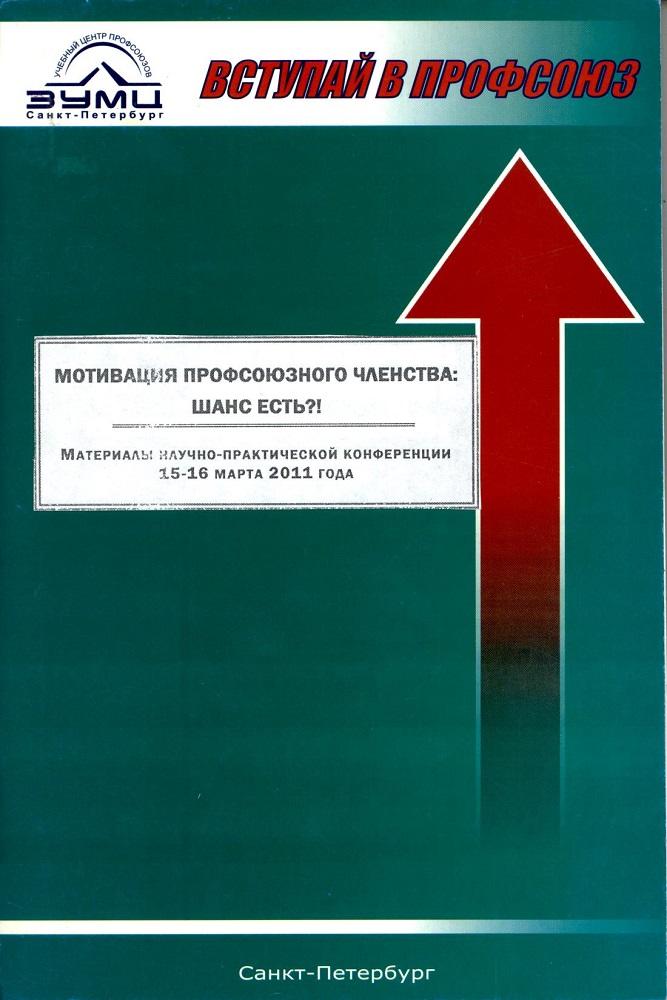 УЧЕБНЫЙ ЦЕНТР ПРОФСОЮЗОВ
ЗУМЦ
Санкт-Петербург
ВСТУПАЙ В ПРОФСОЮЗ
МОТИВАЦИЯ ПРОФСОЮЗНОГО ЧЛЕНСТВА:
ШАНС ЕСТЬ?!
МАТЕРИАЛЫ НАУЧНО-ПРАКТИЧЕСКОЙ КОНФЕРЕНЦИИ
15-16 МАРТА 2011 ГОДА
Санкт-Петербург